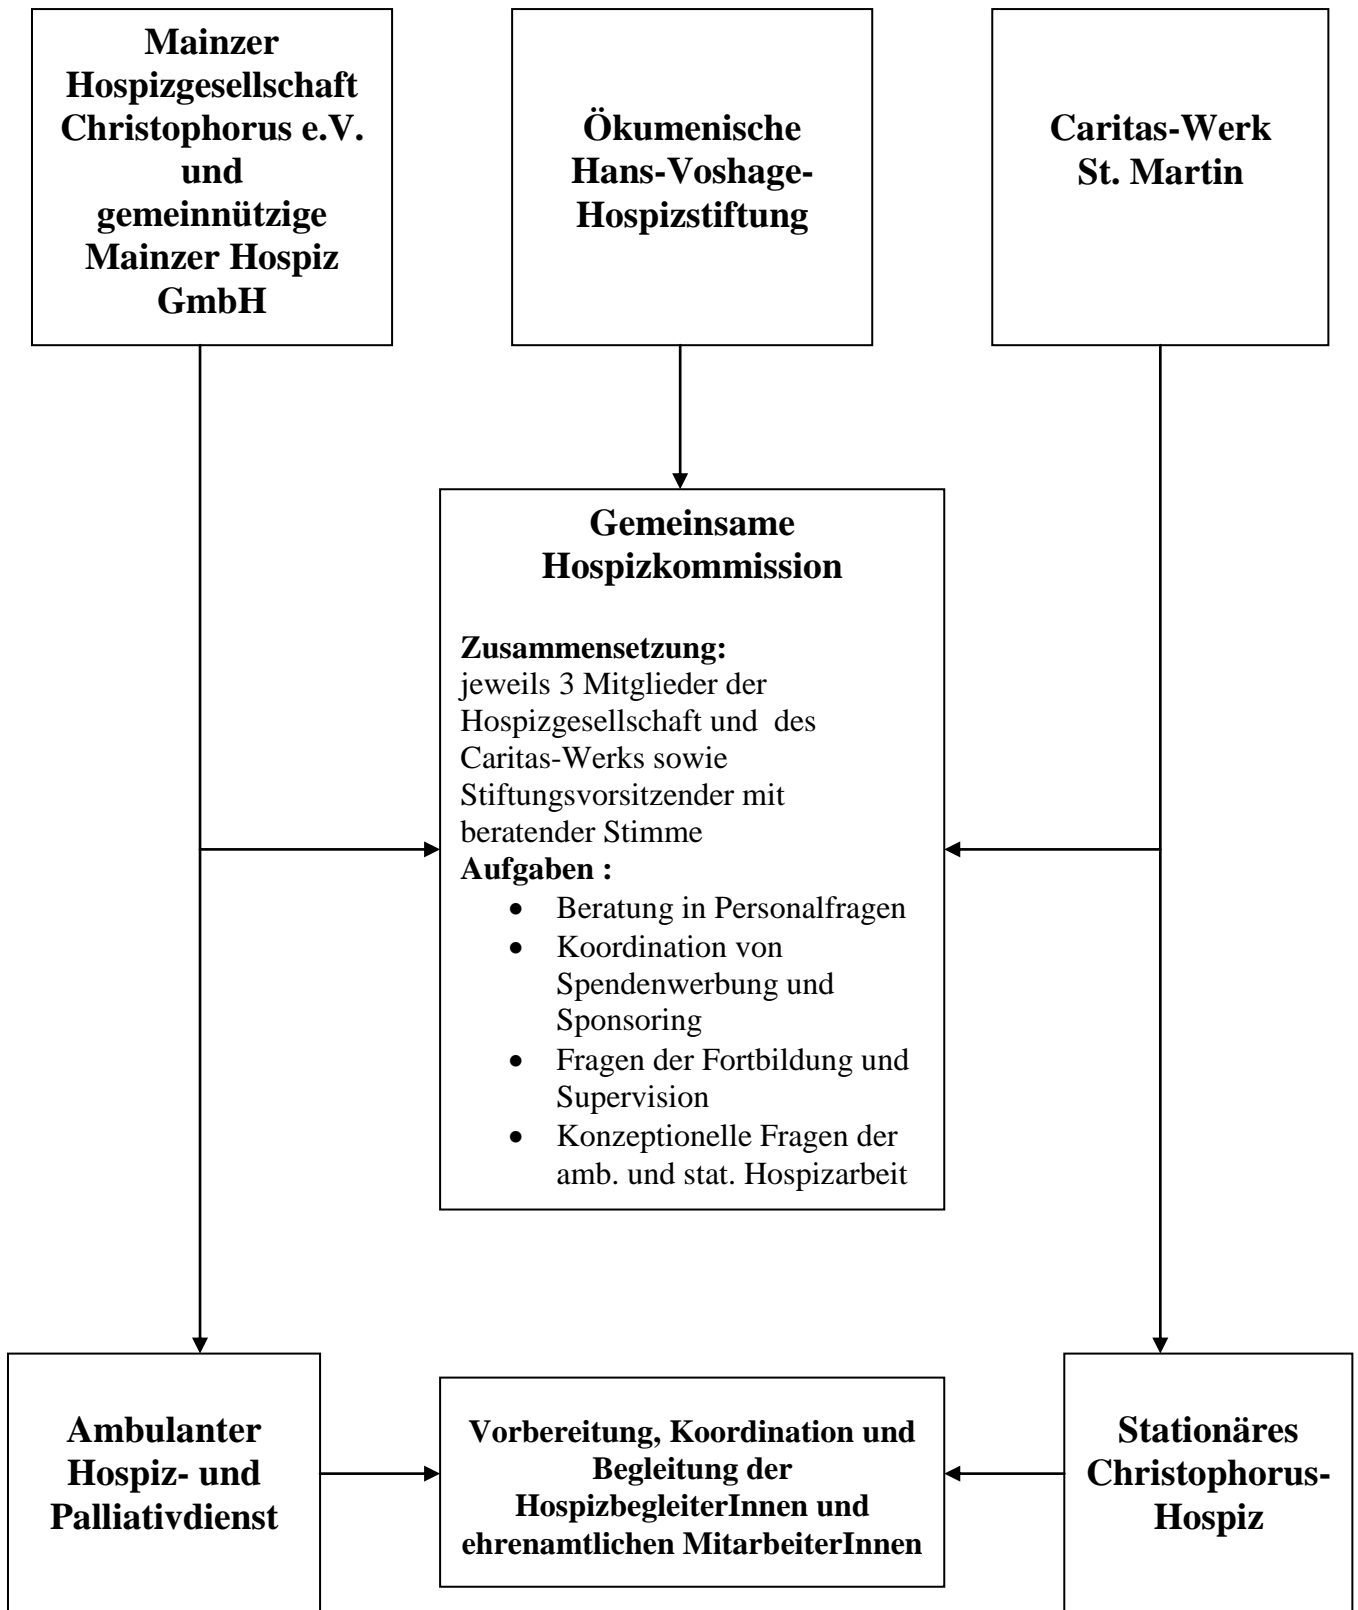 Mainzer
Hospizgesellschaft
Christophorus e.V.
und
gemeinnützige
Mainzer Hospiz
GmbH
Ökumenische
Hans-Voshage-
Hospizstiftung
Caritas-Werk
St. Martin
Gemeinsame
Hospizkommission
Zusammensetzung:
jeweils 3 Mitglieder der
Hospizgesellschaft und  des
Caritas-Werks sowie
Stiftungsvorsitzender mit
beratender Stimme
Aufgaben :
• Beratung in Personalfragen
• Koordination von
Spendenwerbung und
Sponsoring
• Fragen der Fortbildung und
Supervision
• Konzeptionelle Fragen der
amb. und stat. Hospizarbeit
Ambulanter
Hospiz- und
Palliativdienst
Vorbereitung, Koordination und
Begleitung der
HospizbegleiterInnen und
ehrenamtlichen MitarbeiterInnen
Stationäres
Christophorus-
Hospiz